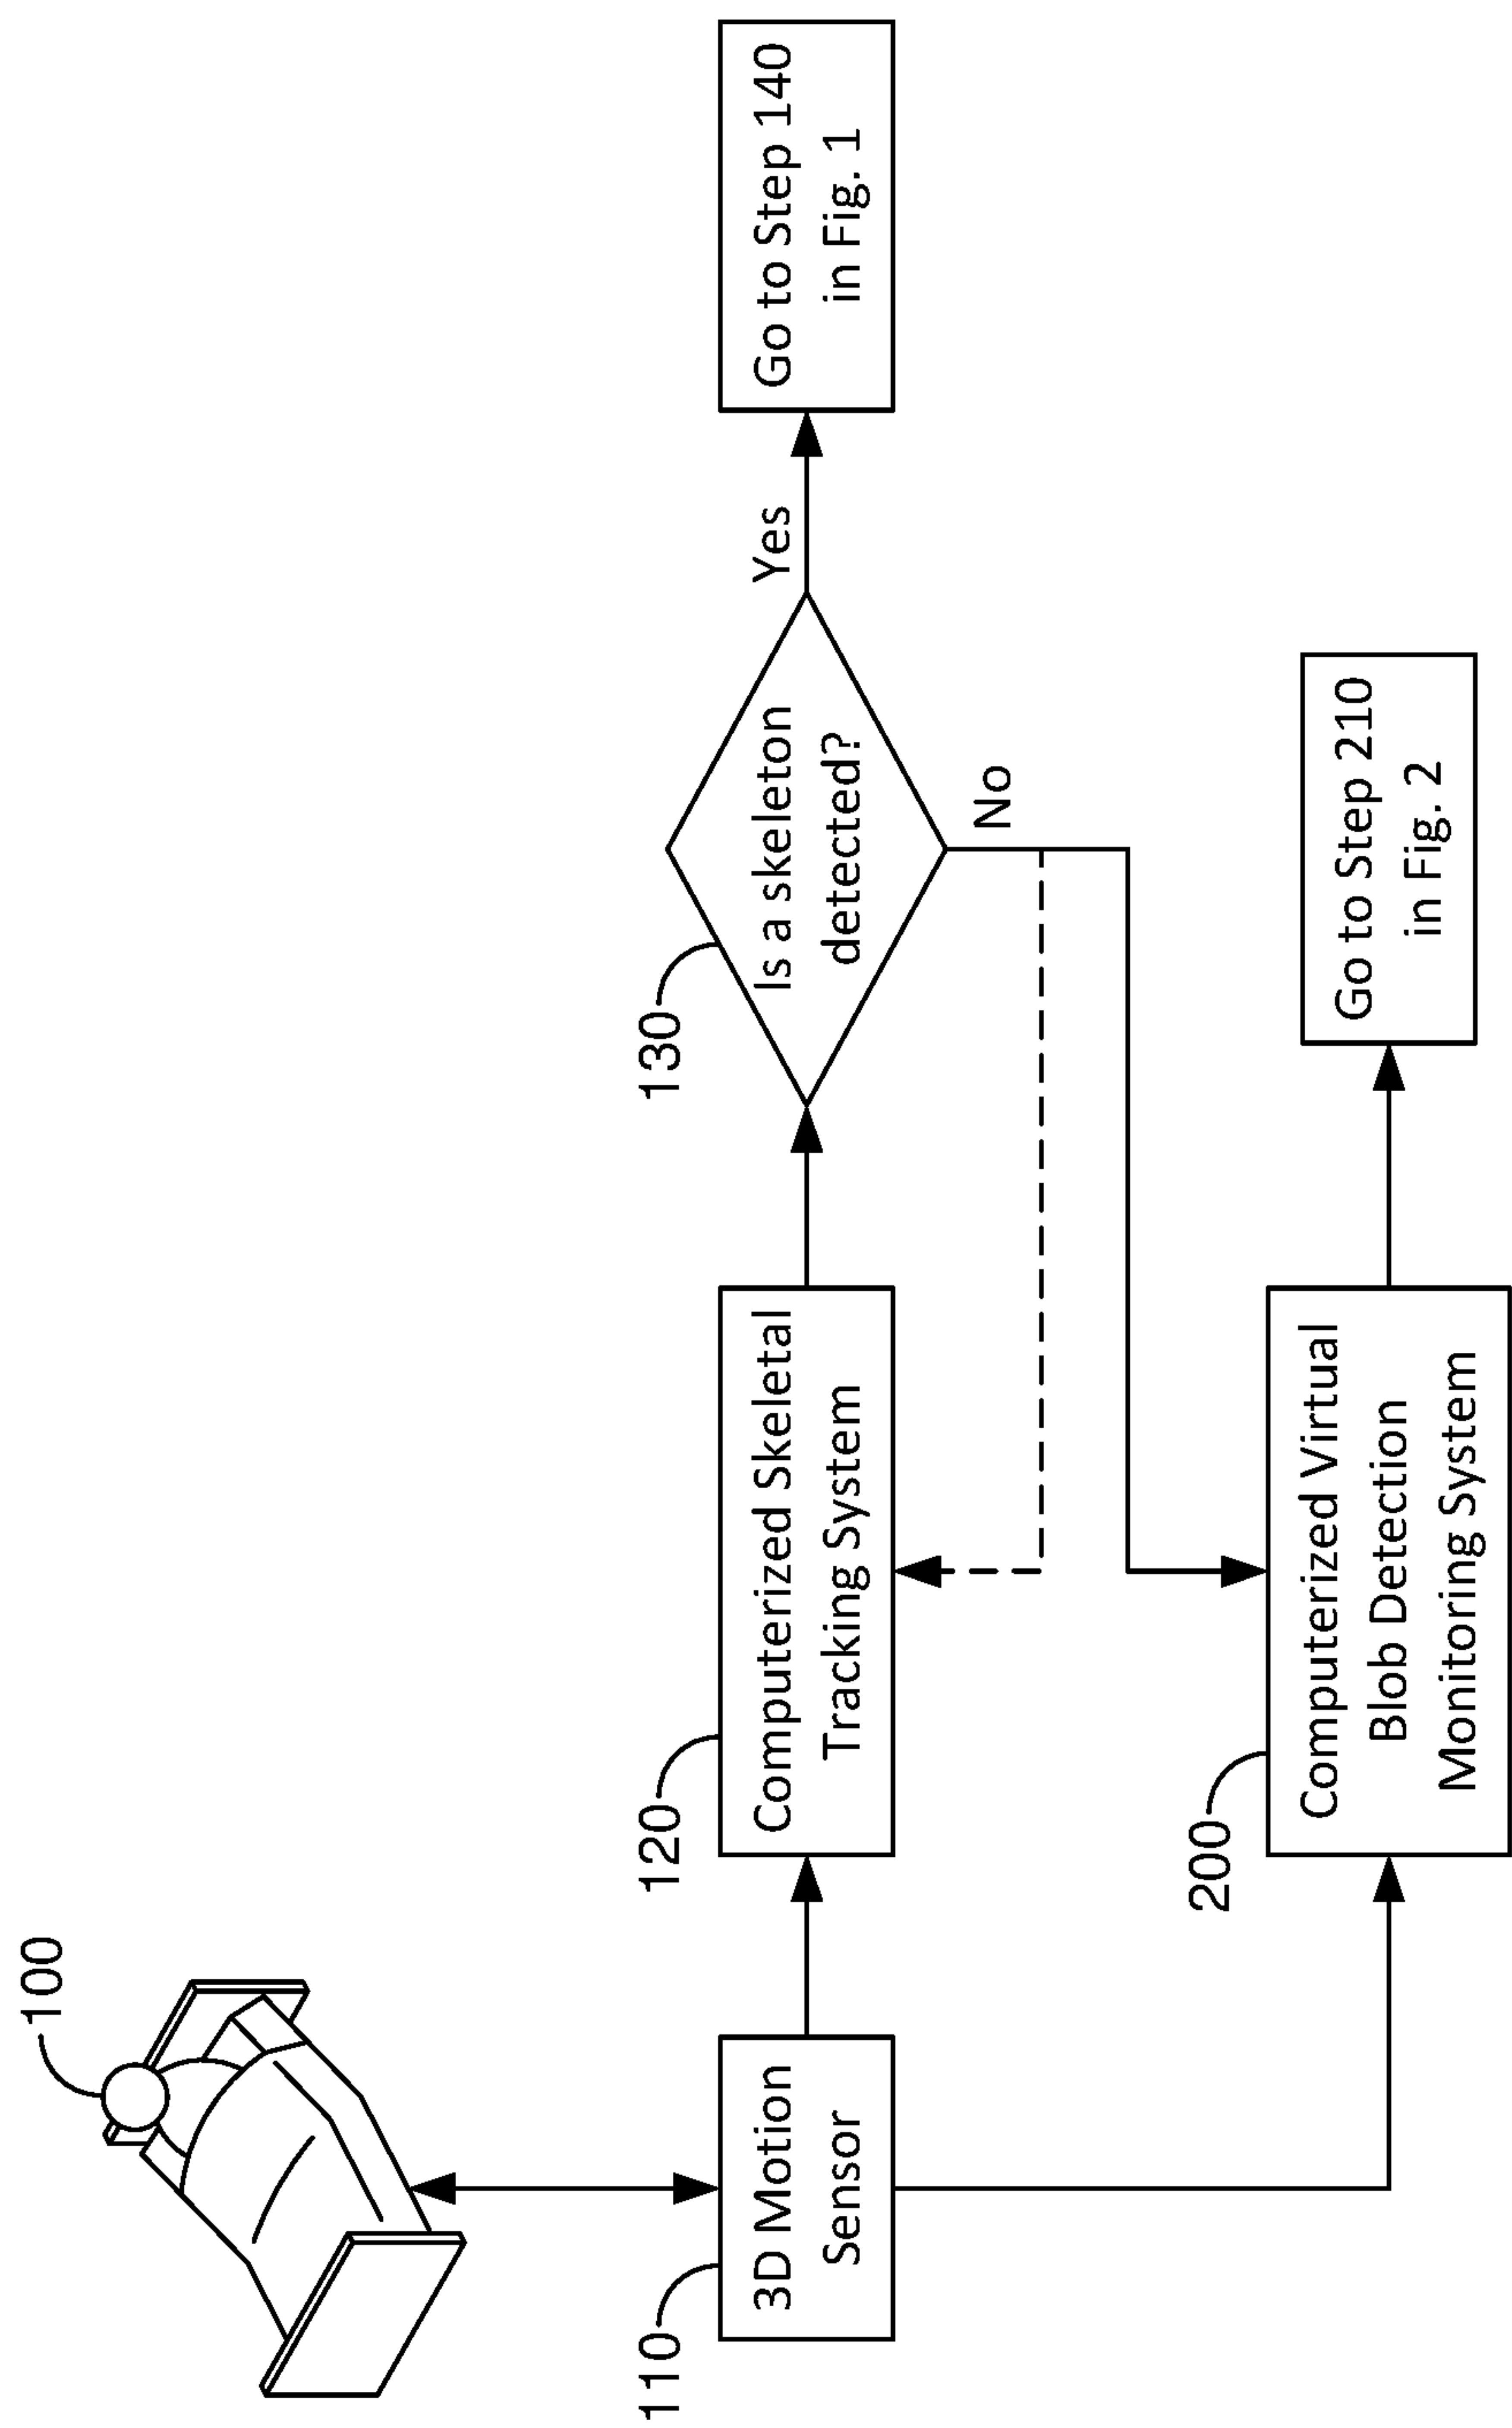 100
110
3D Motion
Sensor
120
Computerized Skeletal
Tracking System
130
Is a skeleton
detected?
Yes
Go to Step 140
in Fig. 1
No
200
Computerized Virtual
Blob Detection
Monitoring System
Go to Step 210
in Fig. 2